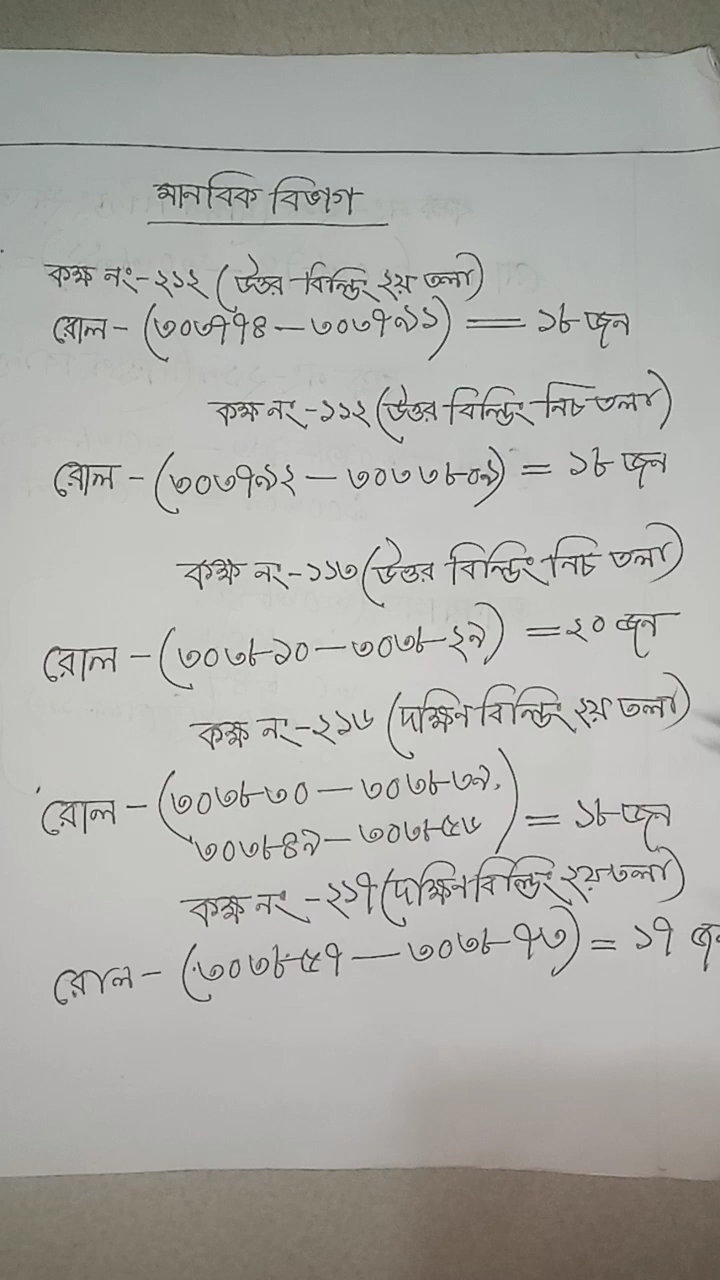 মানবিক বিভাগ
কক্ষ নং-২১২ (উত্তর বিল্ডিং ২য় তলা)
রোল - (৩০৩৭৭৪ - ৩০৩৭৯১) = ১৮ জন
কক্ষ নং -১১২ (উত্তর বিল্ডিং নিচ তলা)
রোল - (৩০৩৭৯২ - ৩০৩৩৮০৯) = ১৮ জন
কক্ষ নং-১১৩ (উত্তর বিল্ডিং নিচ তলা)
রোল - (৩০৩৮১০ - ৩০৩৮২৯) = ২০ জন
কক্ষ নং-২১৬ (দক্ষিন বিল্ডিং ২য় তলা)
রোল - (৩০৩৮৩০ - ৩০৩৮৩৯,
৩০৩৮৪৯ - ৩০৩৮৫৬) = ১৮ জন
কক্ষ নং -২১৭ (দক্ষিন বিল্ডিং ২য় তলা)
রোল - (৩০৩৮৫৭ - ৩০৩৮৭৩) = ১৭ জন